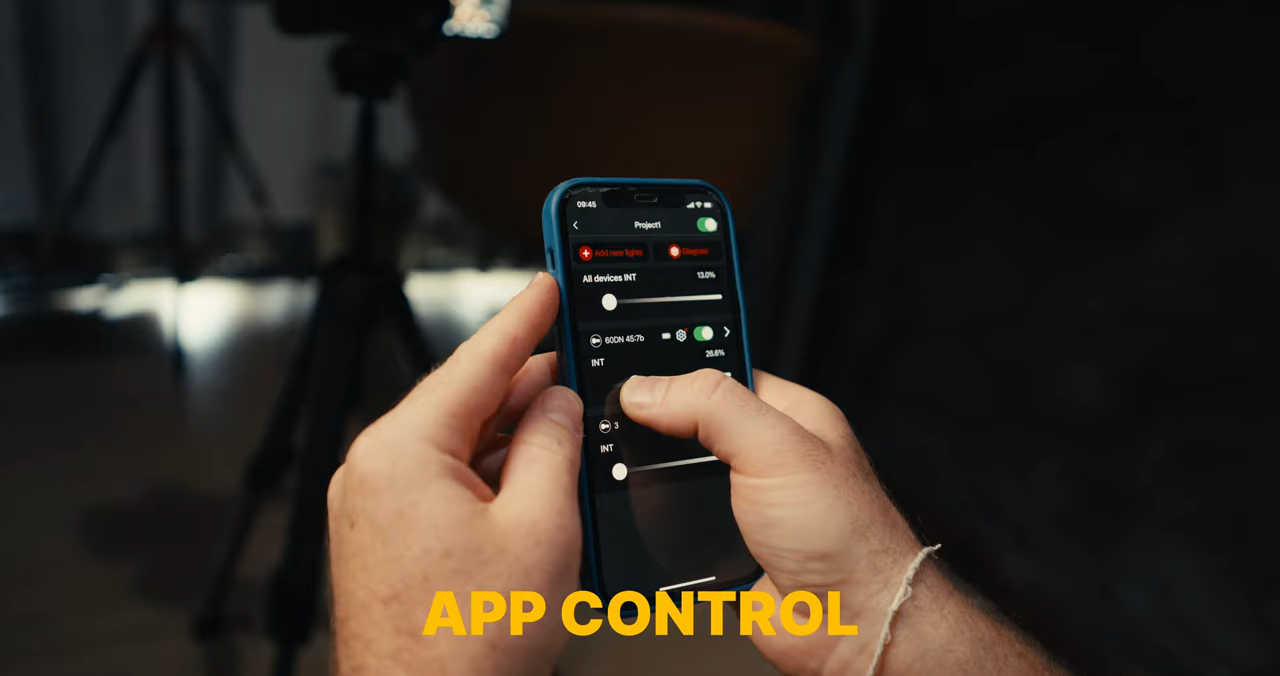 09:45
Project1
Add new lights
Diagram
All devices INT 13.0%
60DN 45:7b
INT 26.6%
3
INT
APP CONTROL